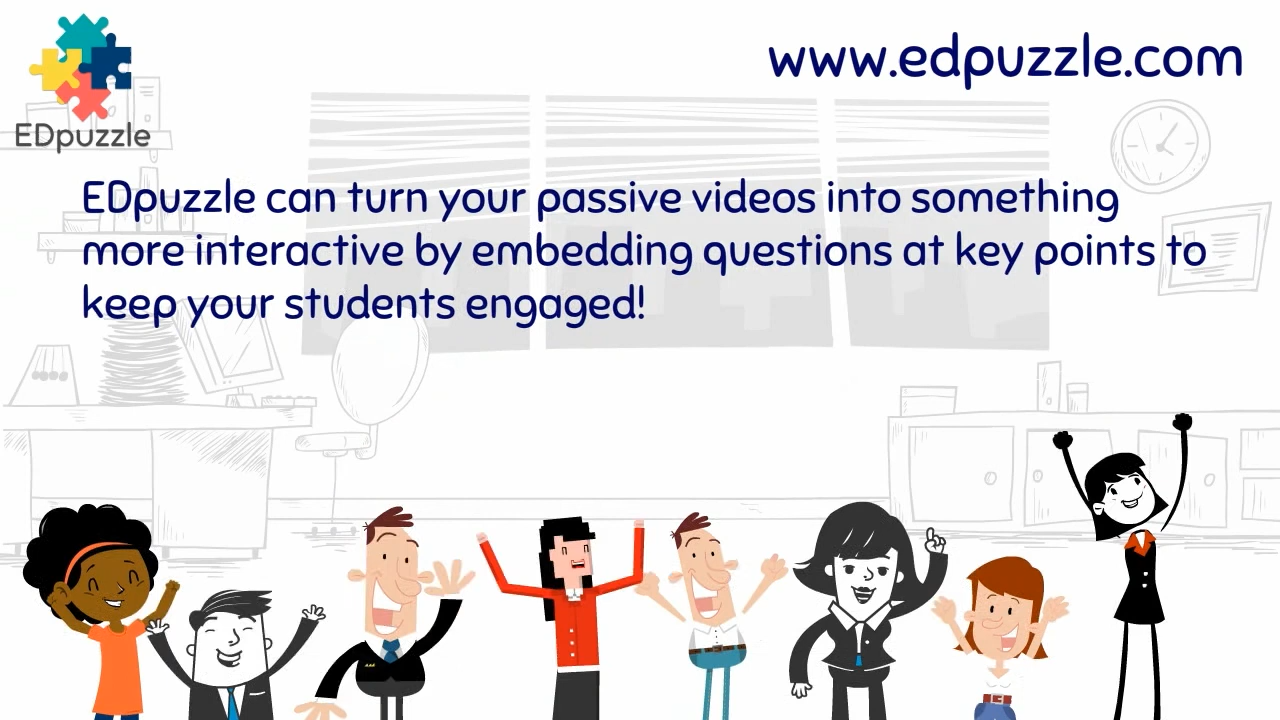 www.edpuzzle.com
EDpuzzle
EDpuzzle can turn your passive videos into something
more interactive by embedding questions at key points to
keep your students engaged!